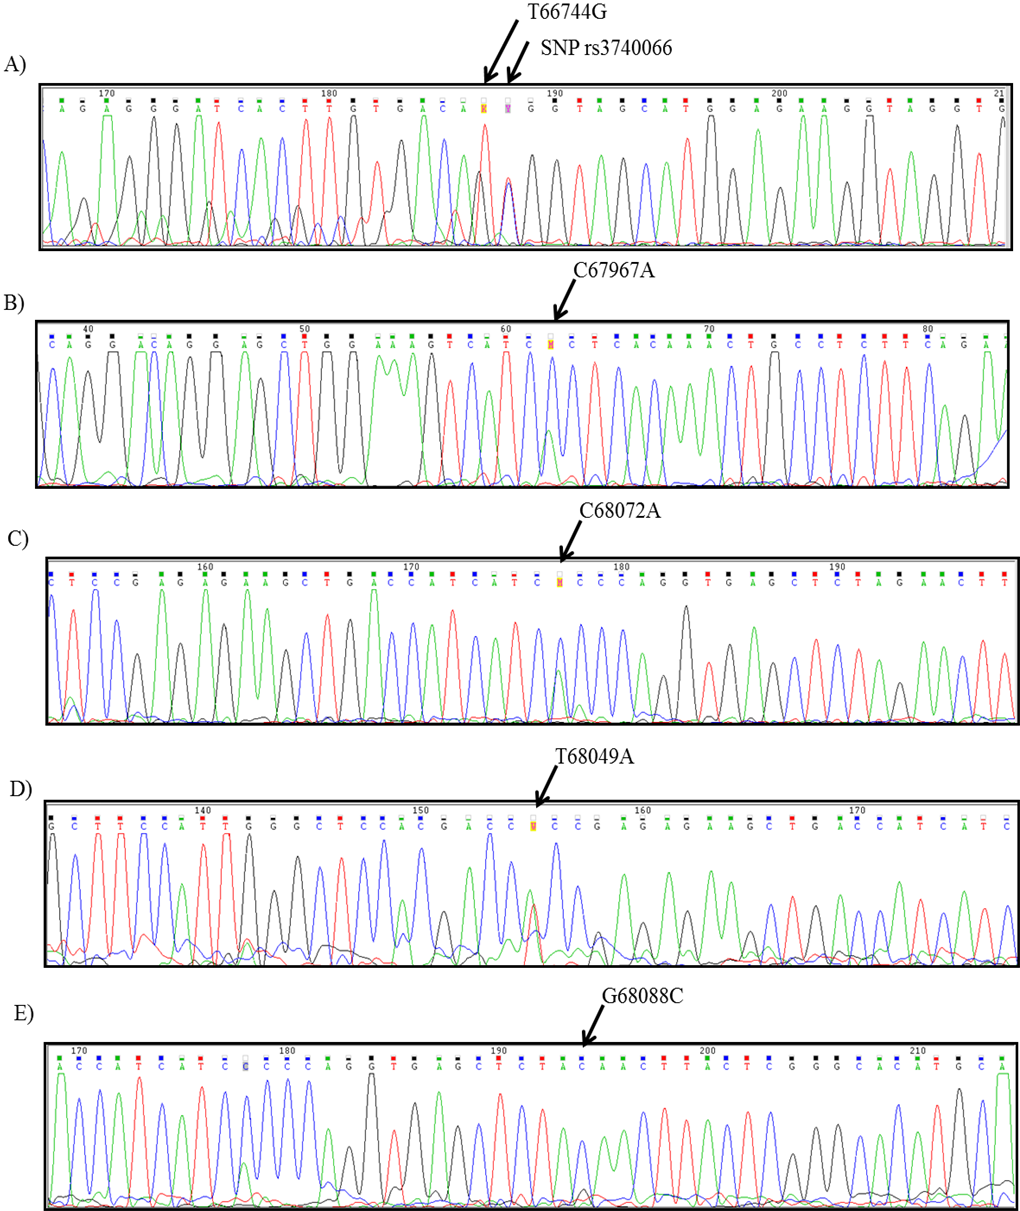 T66744G
SNP rs3740066
A)
170 180 190 200 21
A G A G G G A T C A C T T G T G A C A K Y G G T A G C A T G G A G A A G G T A G G T G
C67967A
B)
40 50 60 70 80
C A G G A C A G G A G C T G G A A A G T C A T C M C T C A C A A A C T G C C T C T T C A G A A
C68072A
C)
160 170 180 190
C T C C G A G A G A A G C T G A C C A T C A T C M C C C A G G T G A G C T C T A G A A C T T
T68049A
D)
140 150 160 170
G C T T C C A T T G G G C T C C A C G A C C W C C G A G A G A A G C T G A C C A T C A T C
G68088C
E)
170 180 190 200 210
A C C A T C A T C C C C C A G G T G A G C T C T A C A A C T T A C T C G G G C A C A T G C A